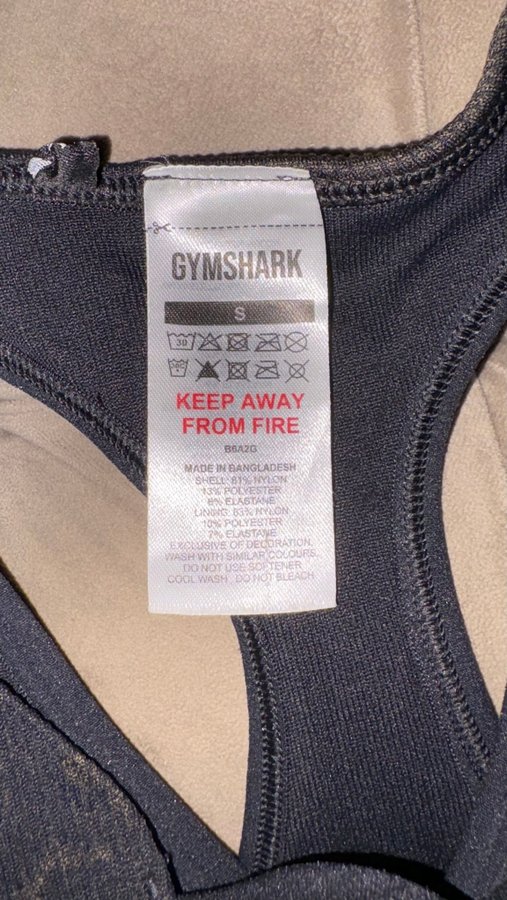 GYMSHARK
S
30
KEEP AWAY
FROM FIRE
B6A2G
MADE IN BANGLADESH
SHELL: 81% NYLON
13% POLYESTER
6% ELASTANE
LINING: 83% NYLON
10% POLYESTER
7% ELASTANE
EXCLUSIVE OF DECORATION.
WASH WITH SIMILAR COLOURS.
DO NOT USE SOFTENER
COOL WASH , DO NOT BLEACH